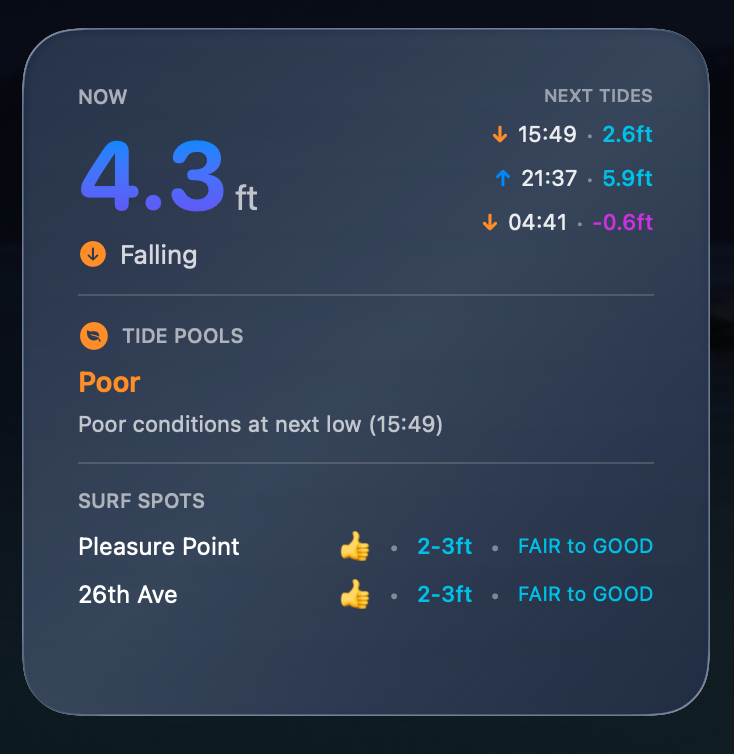 NOW
4.3 ft
Falling
NEXT TIDES
↓ 15:49 · 2.6ft
↑ 21:37 · 5.9ft
↓ 04:41 · -0.6ft
TIDE POOLS
Poor
Poor conditions at next low (15:49)
SURF SPOTS
Pleasure Point 👍 • 2-3ft • FAIR to GOOD
26th Ave 👍 • 2-3ft • FAIR to GOOD